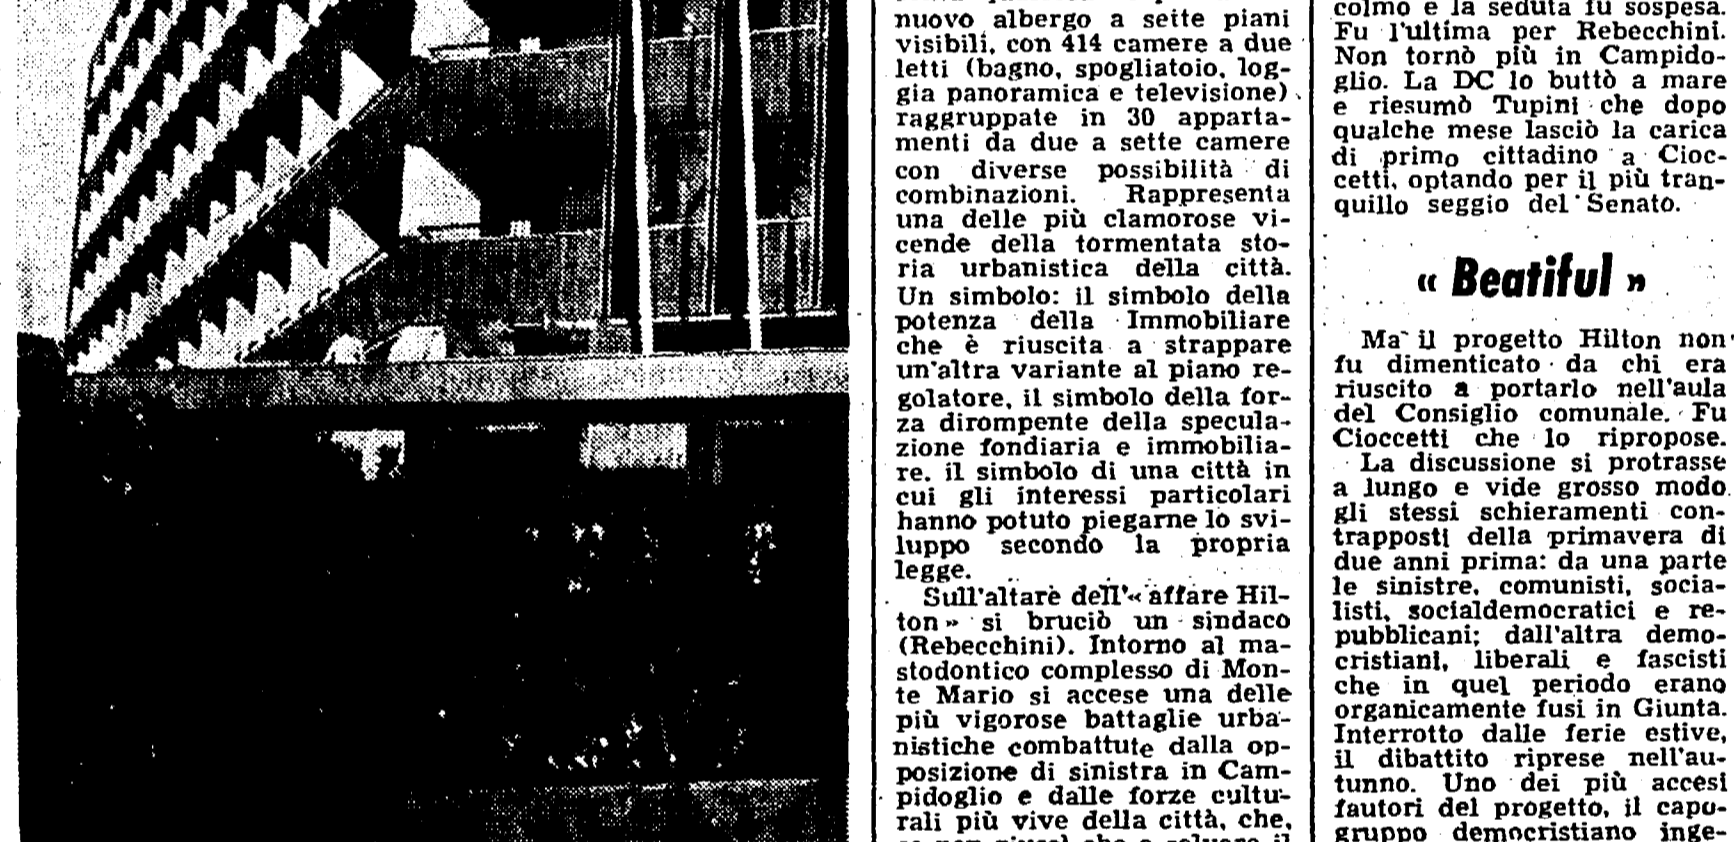 nuovo albergo a sette piani
visibili, con 414 camere a due
letti (bagno, spogliatoio, log-
gia panoramica e televisione)
raggruppate in 30 apparta-
menti da due a sette camere
con diverse possibilità di
combinazioni. Rappresenta
una delle più clamorose vi-
cende della tormentata sto-
ria urbanistica della città.
Un simbolo: il simbolo della
potenza della Immobiliare
che è riuscita a strappare
un'altra variante al piano re-
golatore, il simbolo della for-
za dirompente della specula-
zione fondiaria e immobilia-
re. il simbolo di una città in
cui gli interessi particolari
hanno potuto piegarne lo svi-
luppo secondo la propria
legge.
Sull'altare dell'« affare Hil-
ton » si bruciò un sindaco
(Rebecchini). Intorno al ma-
stodontico complesso di Mon-
te Mario si accese una delle
più vigorose battaglie urba-
nistiche combattute dalla op-
posizione di sinistra in Cam-
pidoglio e dalle forze cultu-
rali più vive della città, che,
colmo e la seduta fu sospesa.
Fu l'ultima per Rebecchini.
Non tornò più in Campido-
glio. La DC lo buttò a mare
e riesumò Tupini che dopo
qualche mese lasciò la carica
di primo cittadino a Cioc-
cetti, optando per il più tran-
quillo seggio del Senato.
« Beatiful »
Ma il progetto Hilton non
fu dimenticato da chi era
riuscito a portarlo nell'aula
del Consiglio comunale. Fu
Cioccetti che lo ripropose.
La discussione si protrasse
a lungo e vide grosso modo
gli stessi schieramenti con-
trapposti della primavera di
due anni prima: da una parte
le sinistre, comunisti, socia-
listi, socialdemocratici e re-
pubblicani; dall'altra demo-
cristiani, liberali e fascisti
che in quel periodo erano
organicamente fusi in Giunta.
Interrotto dalle ferie estive,
il dibattito riprese nell'au-
tunno. Uno dei più accesi
fautori del progetto, il capo-
gruppo democristiano inge-